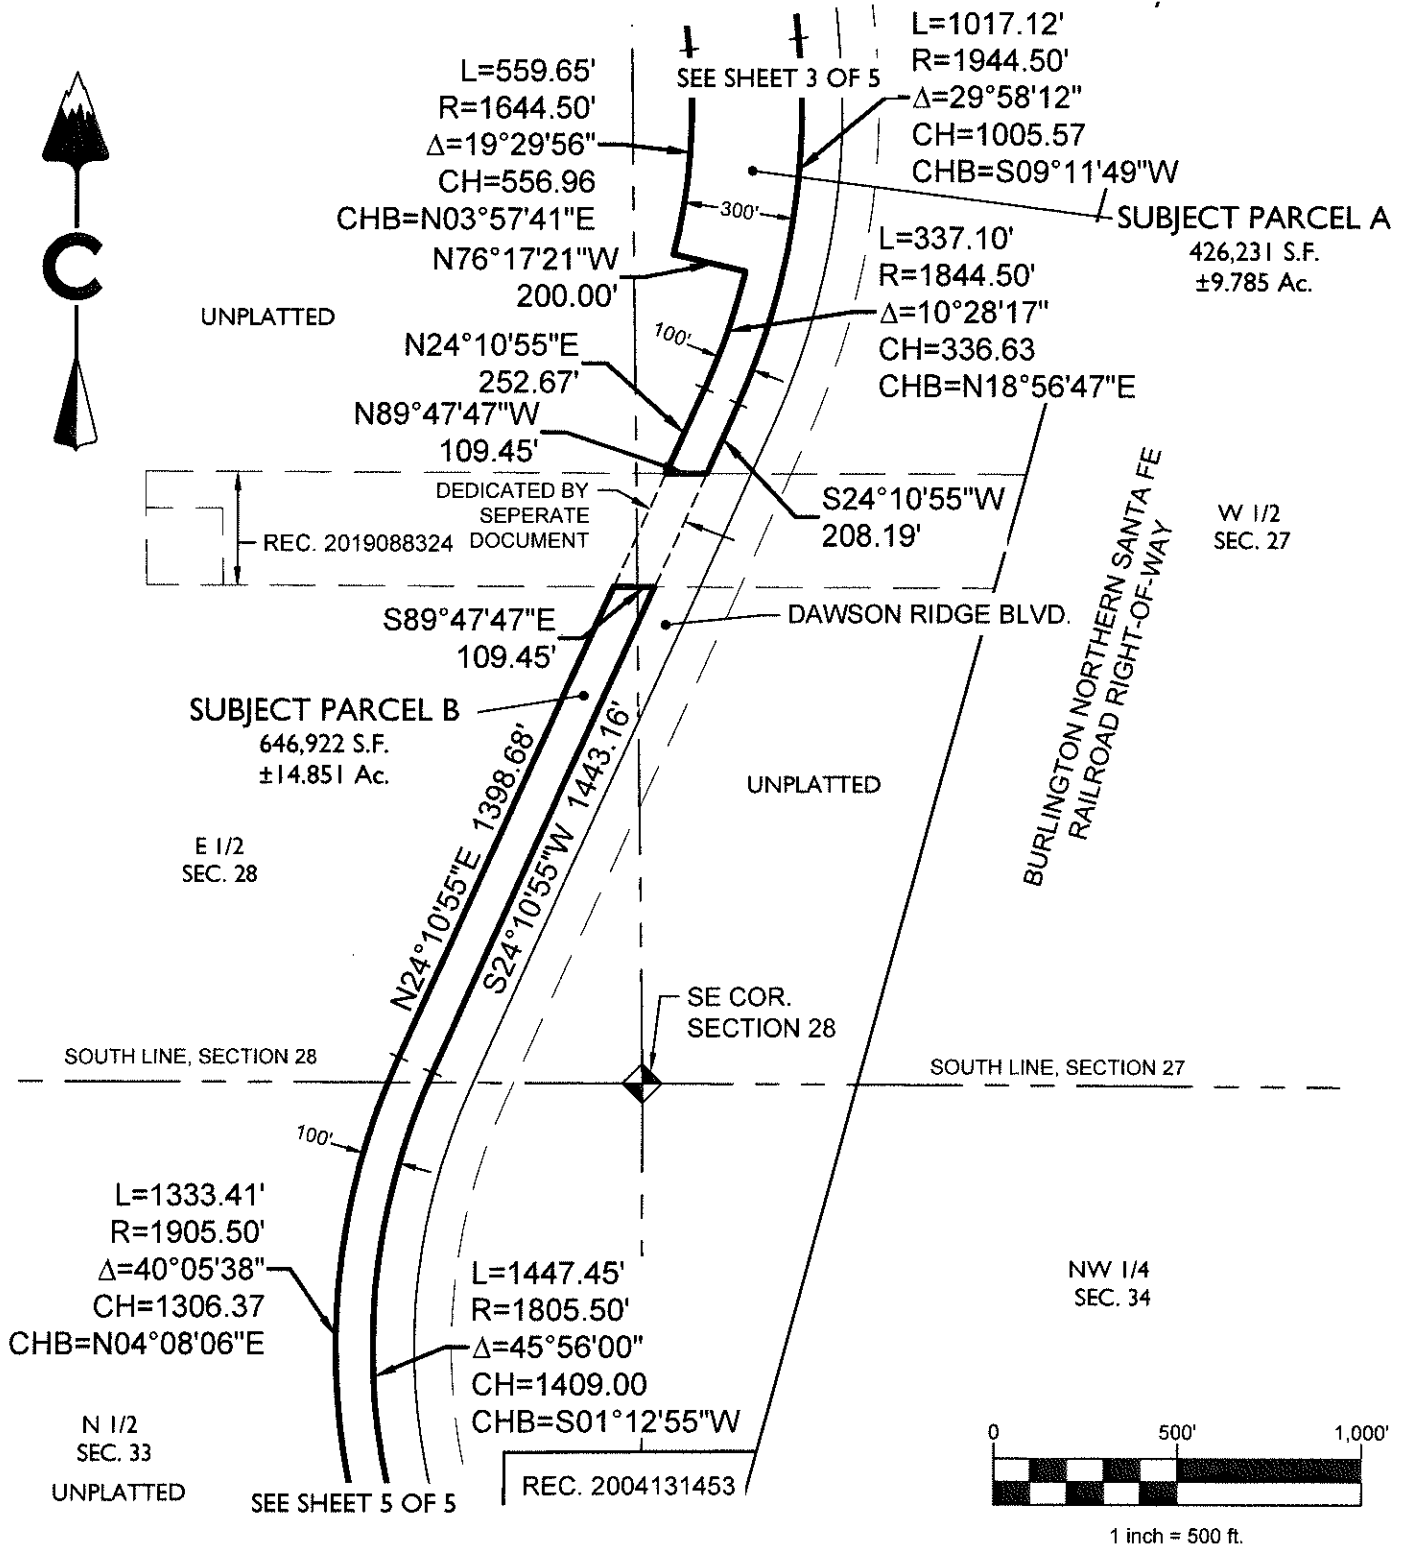 L=1017.12'
R=1944.50'
Δ=29°58'12"
CH=1005.57
CHB=S09°11'49"W
L=559.65'
R=1644.50'
Δ=19°29'56"
CH=556.96
CHB=N03°57'41"E
SEE SHEET 3 OF 5
300'
SUBJECT PARCEL A
426,231 S.F.
±9.785 Ac.
N76°17'21"W
200.00'
L=337.10'
R=1844.50'
Δ=10°28'17"
CH=336.63
CHB=N18°56'47"E
C
UNPLATTED
100'
N24°10'55"E
252.67'
N89°47'47"W
109.45'
DEDICATED BY
SEPERATE
DOCUMENT
REC. 2019088324
S24°10'55"W
208.19'
BURLINGTON NORTHERN SANTA FE
RAILROAD RIGHT-OF-WAY
W 1/2
SEC. 27
S89°47'47"E
109.45'
DAWSON RIDGE BLVD.
SUBJECT PARCEL B
646,922 S.F.
±14.851 Ac.
N24°10'55"E 1398.68'
S24°10'55"W 1443.16'
UNPLATTED
E 1/2
SEC. 28
SE COR.
SECTION 28
SOUTH LINE, SECTION 28
SOUTH LINE, SECTION 27
100'
L=1333.41'
R=1905.50'
Δ=40°05'38"
CH=1306.37
CHB=N04°08'06"E
L=1447.45'
R=1805.50'
Δ=45°56'00"
CH=1409.00
CHB=S01°12'55"W
NW 1/4
SEC. 34
N 1/2
SEC. 33
UNPLATTED
SEE SHEET 5 OF 5
REC. 2004131453
0 500' 1,000'
1 inch = 500 ft.